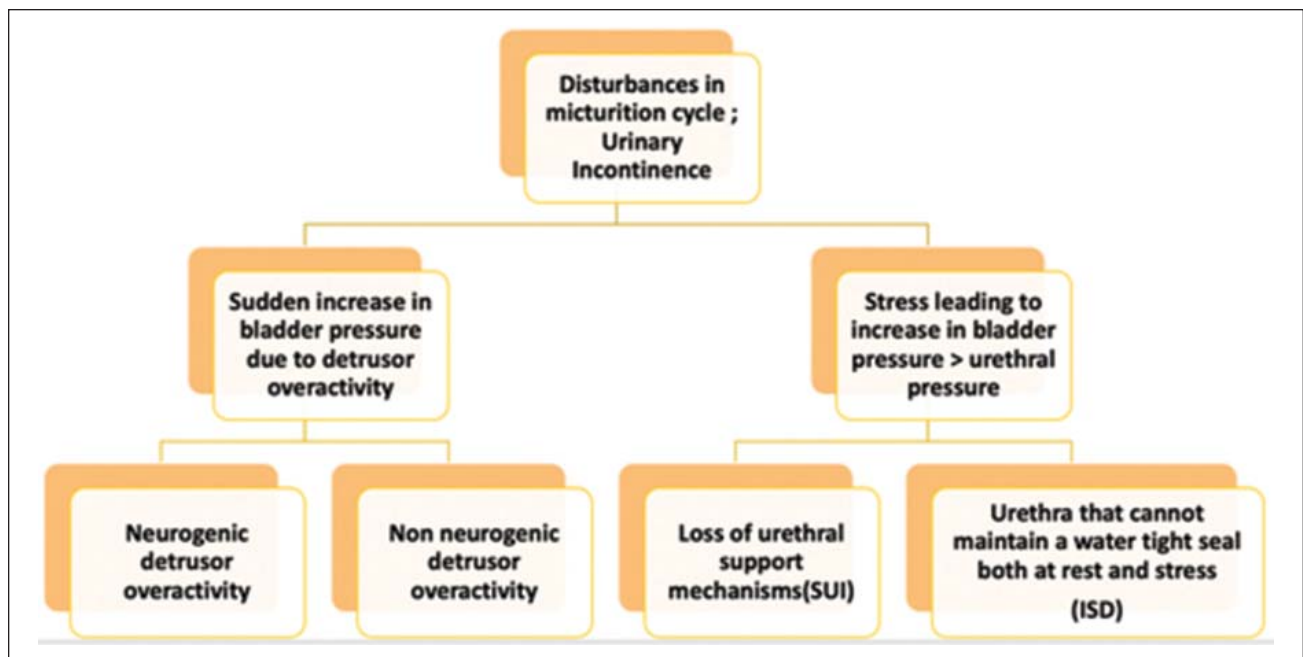 Disturbances in
micturition cycle ;
Urinary
Incontinence
Sudden increase in
bladder pressure
due to detrusor
overactivity
Stress leading to
increase in bladder
pressure > urethral
pressure
Neurogenic
detrusor
overactivity
Non neurogenic
detrusor
overactivity
Loss of urethral
support
mechanisms(SUI)
Urethra that cannot
maintain a water tight seal
both at rest and stress
(ISD)